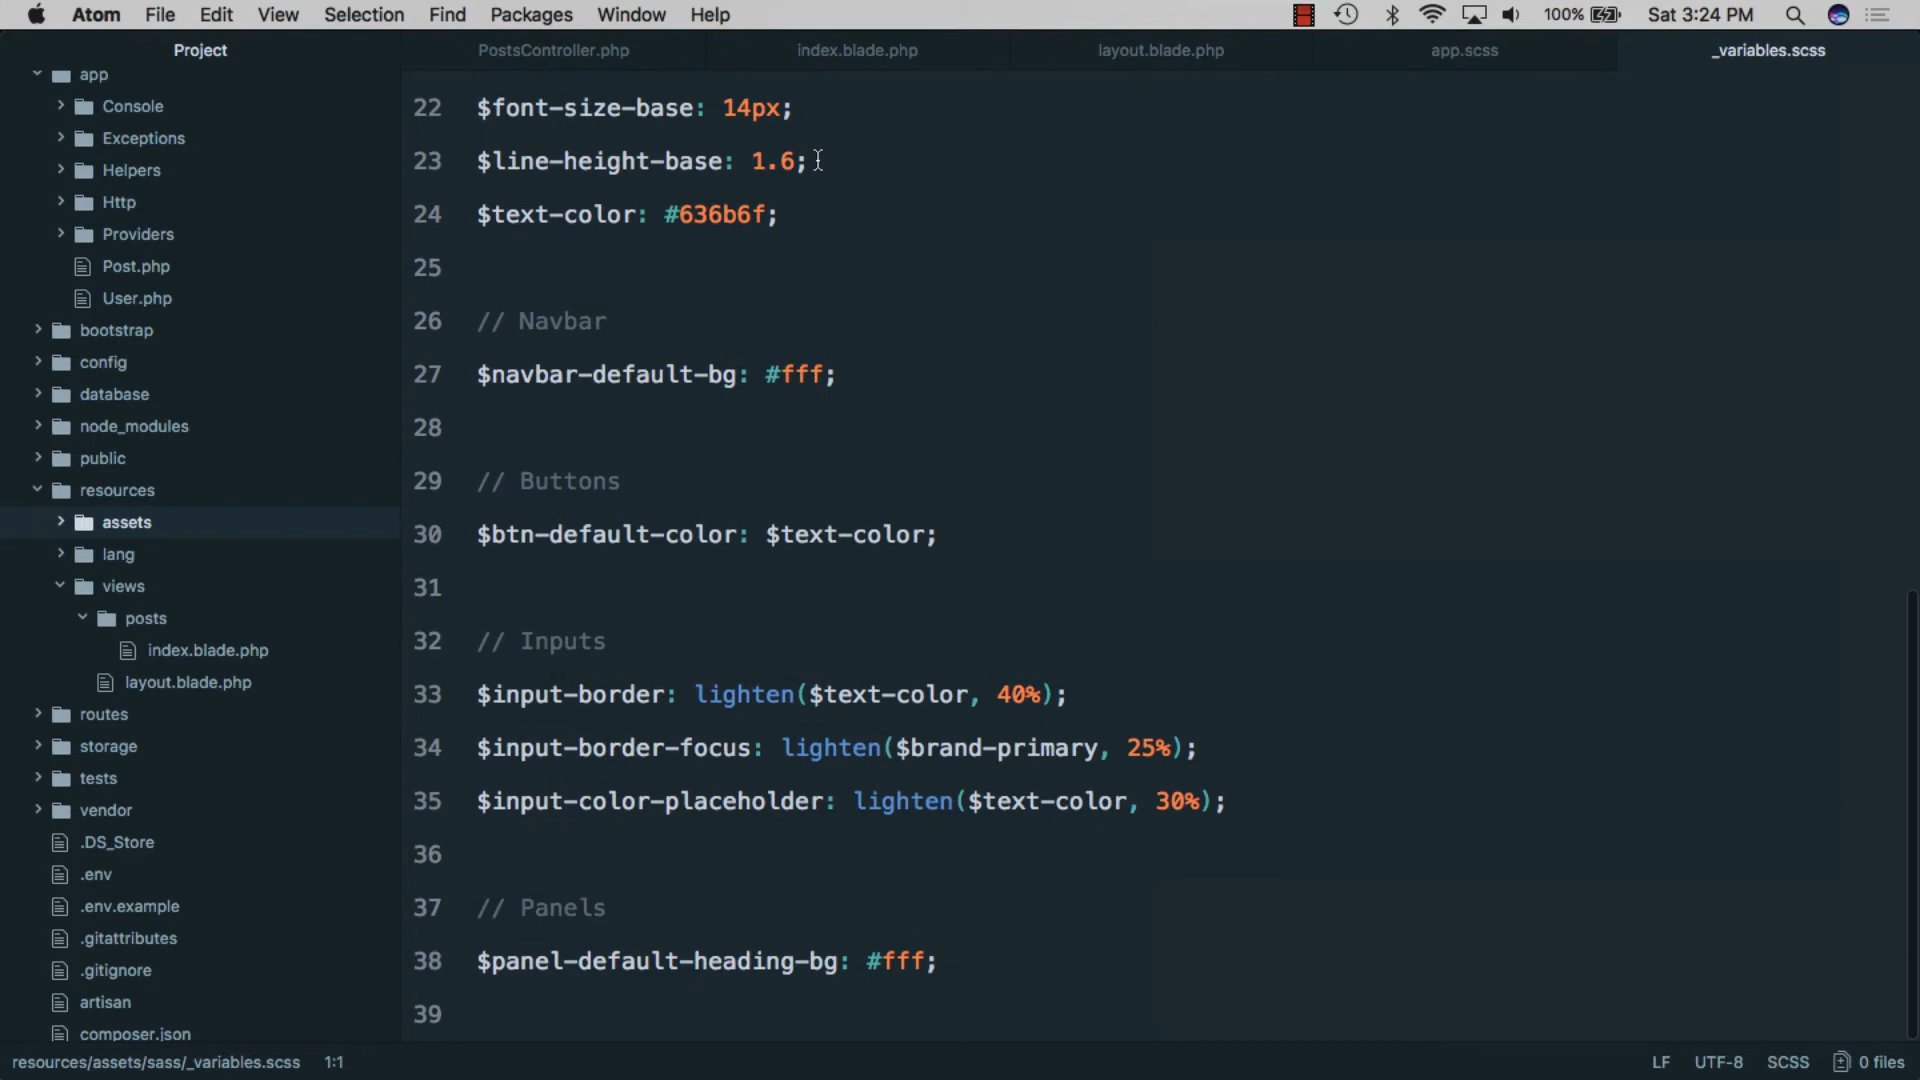 Atom File Edit View Selection Find Packages Window Help 100% Sat 3:24 PM
Project PostsController.php index.blade.php layout.blade.php app.scss _variables.scss
app
Console
Exceptions
Helpers
Http
Providers
Post.php
User.php
bootstrap
config
database
node_modules
public
resources
assets
lang
views
posts
index.blade.php
layout.blade.php
routes
storage
tests
vendor
.DS_Store
.env
.env.example
.gitattributes
.gitignore
artisan
composer.json
22 $font-size-base: 14px;
23 $line-height-base: 1.6;
24 $text-color: #636b6f;
25
26 // Navbar
27 $navbar-default-bg: #fff;
28
29 // Buttons
30 $btn-default-color: $text-color;
31
32 // Inputs
33 $input-border: lighten($text-color, 40%);
34 $input-border-focus: lighten($brand-primary, 25%);
35 $input-color-placeholder: lighten($text-color, 30%);
36
37 // Panels
38 $panel-default-heading-bg: #fff;
39
resources/assets/sass/_variables.scss 1:1 LF UTF-8 SCSS 0 files